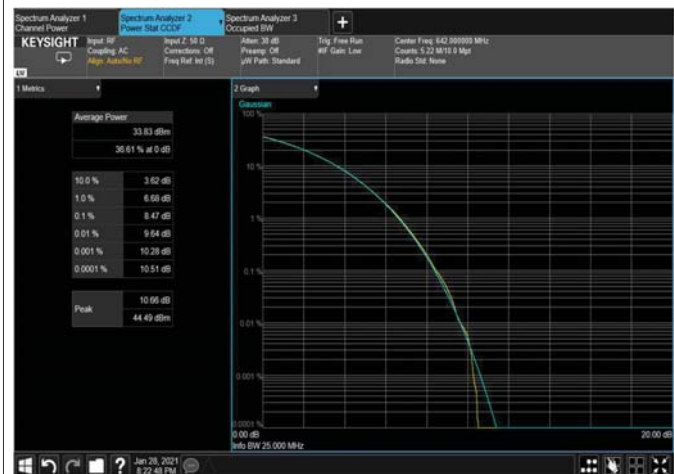 Spectrum Analyzer 1
Channel Power
Spectrum Analyzer 2
Power Stat CCDF
Spectrum Analyzer 3
Occupied BW
KEYSIGHT
Input: RF
Coupling: AC
Align: Auto/No RF
Input Z: 50 Ω
Corrections: Off
Freq Ref: Int (S)
Atten: 30 dB
Preamp: Off
µW Path: Standard
Trig: Free Run
#IF Gain: Low
Center Freq: 642.000000 MHz
Counts: 5.22 M/10.0 Mpt
Radio Std: None
1 Metrics
Average Power
33.83 dBm
36.61 % at 0 dB
10.0 % 3.62 dB
1.0 % 6.66 dB
0.1 % 8.47 dB
0.01 % 9.64 dB
0.001 % 10.28 dB
0.0001 % 10.51 dB
Peak
10.66 dB
44.49 dBm
2 Graph
Gaussian
100 %
10 %
1 %
0.1 %
0.01 %
0.001 %
0.0001 %
0.00 dB
20.00 dB
Info BW 25.000 MHz
Jan 28, 2021
8:22:48 PM